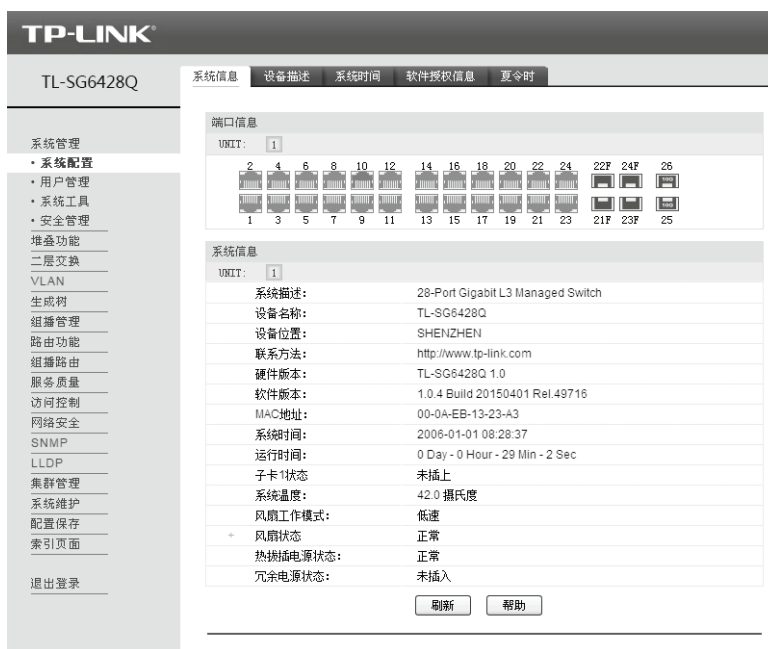 TP-LINK®
TL-SG6428Q
系统信息 设备描述 系统时间 软件授权信息 夏令时
系统管理
• 系统配置
• 用户管理
• 系统工具
• 安全管理
堆叠功能
二层交换
VLAN
生成树
组播管理
路由功能
组播路由
服务质量
访问控制
网络安全
SNMP
LLDP
集群管理
系统维护
配置保存
索引页面
退出登录
端口信息
UNIT: 1
2 4 6 8 10 12 14 16 18 20 22 24 22F 24F 26
1 3 5 7 9 11 13 15 17 19 21 23 21F 23F 25
系统信息
UNIT: 1
系统描述: 28-Port Gigabit L3 Managed Switch
设备名称: TL-SG6428Q
设备位置: SHENZHEN
联系方法: http://www.tp-link.com
硬件版本: TL-SG6428Q 1.0
软件版本: 1.0.4 Build 20150401 Rel.49716
MAC地址: 00-0A-EB-13-23-A3
系统时间: 2006-01-01 08:28:37
运行时间: 0 Day - 0 Hour - 29 Min - 2 Sec
子卡1状态 未插上
系统温度: 42.0 摄氏度
风扇工作模式: 低速
+ 风扇状态 正常
热拔插电源状态: 正常
冗余电源状态: 未插入
刷新 帮助